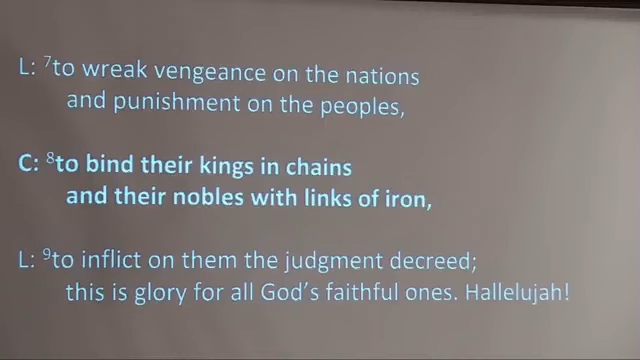 L: ⁷to wreak vengeance on the nations
and punishment on the peoples,
C: ⁸to bind their kings in chains
and their nobles with links of iron,
L: ⁹to inflict on them the judgment decreed;
this is glory for all God’s faithful ones. Hallelujah!